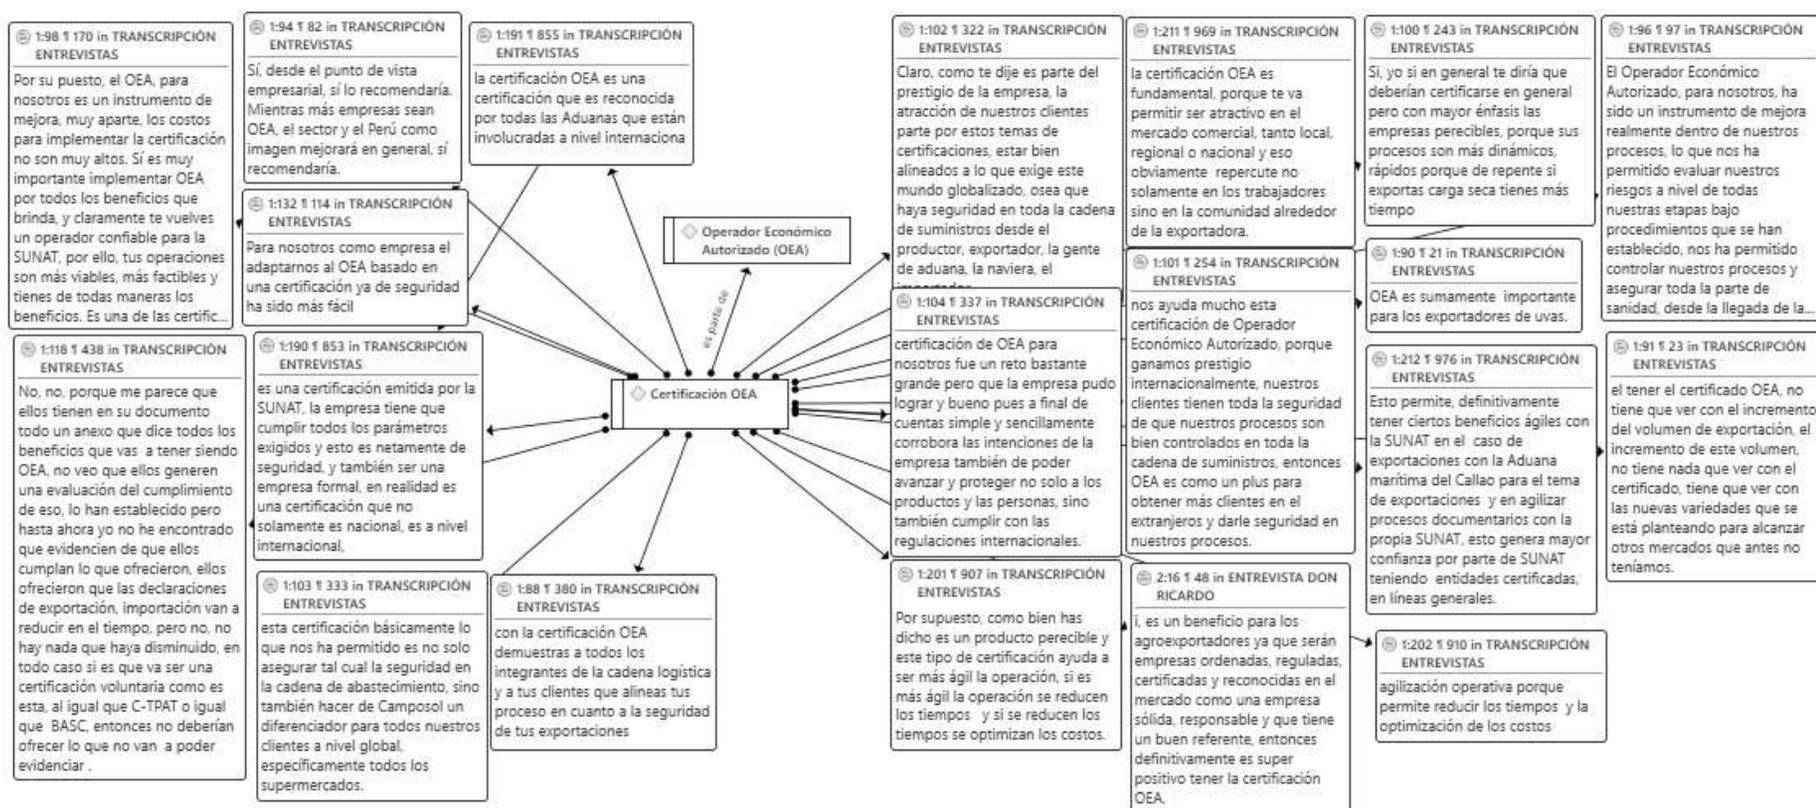 1:98 ¶ 170 in TRANSCRIPCIÓN
ENTREVISTAS
Por su puesto, el OEA, para
nosotros es un instrumento de
mejora, muy aparte, los costos
para implementar la certificación
no son muy altos. Sí es muy
importante implementar OEA
por todos los beneficios que
brinda, y claramente te vuelves
un operador confiable para la
SUNAT, por ello, tus operaciones
son más viables, más factibles y
tienes de todas maneras los
beneficios. Es una de las certific...
1:118 ¶ 438 in TRANSCRIPCIÓN
ENTREVISTAS
No, no, porque me parece que
ellos tienen en su documento
todo un anexo que dice todos los
beneficios que vas a tener siendo
OEA, no veo que ellos generen
una evaluación del cumplimiento
de eso, lo han establecido pero
hasta ahora yo no he encontrado
que evidencien de que ellos
cumplan lo que ofrecieron, ellos
ofrecieron que las declaraciones
de exportación, importación van a
reducir en el tiempo, pero no, no
hay nada que haya disminuido, en
todo caso si es que va ser una
certificación voluntaria como es
esta, al igual que C-TPAT o igual
que BASC, entonces no deberían
ofrecer lo que no van a poder
evidenciar .
1:94 ¶ 82 in TRANSCRIPCIÓN
ENTREVISTAS
Sí, desde el punto de vista
empresarial, sí lo recomendaría.
Mientras más empresas sean
OEA, el sector y el Perú como
imagen mejorará en general, sí
recomendaría.
1:132 ¶ 114 in TRANSCRIPCIÓN
ENTREVISTAS
Para nosotros como empresa el
adaptarnos al OEA basado en
una certificación ya de seguridad
ha sido más fácil
1:190 ¶ 853 in TRANSCRIPCIÓN
ENTREVISTAS
es una certificación emitida por la
SUNAT, la empresa tiene que
cumplir todos los parámetros
exigidos y esto es netamente de
seguridad, y también ser una
empresa formal, en realidad es
una certificación que no
solamente es nacional, es a nivel
internacional,
1:103 ¶ 333 in TRANSCRIPCIÓN
ENTREVISTAS
esta certificación básicamente lo
que nos ha permitido es no solo
asegurar tal cual la seguridad en
la cadena de abastecimiento, sino
también hacer de Camposol un
diferenciador para todos nuestros
clientes a nivel global,
específicamente todos los
supermercados.
1:191 ¶ 855 in TRANSCRIPCIÓN
ENTREVISTAS
la certificación OEA es una
certificación que es reconocida
por todas las Aduanas que están
involucradas a nivel internaciona
1:88 ¶ 380 in TRANSCRIPCIÓN
ENTREVISTAS
con la certificación OEA
demuestras a todos los
integrantes de la cadena logística
y a tus clientes que alineas tus
proceso en cuanto a la seguridad
de tus exportaciones
Operador Económico
Autorizado (OEA)
es parte de
Certificación OEA
1:102 ¶ 322 in TRANSCRIPCIÓN
ENTREVISTAS
Claro, como te dije es parte del
prestigio de la empresa, la
atracción de nuestros clientes
parte por estos temas de
certificaciones, estar bien
alineados a lo que exige este
mundo globalizado, osea que
haya seguridad en toda la cadena
de suministros desde el
productor, exportador, la gente
de aduana, la naviera, el
1:104 ¶ 337 in TRANSCRIPCIÓN
ENTREVISTAS
certificación de OEA para
nosotros fue un reto bastante
grande pero que la empresa pudo
lograr y bueno pues a final de
cuentas simple y sencillamente
corrobora las intenciones de la
empresa también de poder
avanzar y proteger no solo a los
productos y las personas, sino
también cumplir con las
regulaciones internacionales.
1:201 ¶ 907 in TRANSCRIPCIÓN
ENTREVISTAS
Por supuesto, como bien has
dicho es un producto perecible y
este tipo de certificación ayuda a
ser más ágil la operación, si es
más ágil la operación se reducen
los tiempos y si se reducen los
tiempos se optimizan los costos.
1:211 ¶ 969 in TRANSCRIPCIÓN
ENTREVISTAS
la certificación OEA es
fundamental, porque te va
permitir ser atractivo en el
mercado comercial, tanto local,
regional o nacional y eso
obviamente repercute no
solamente en los trabajadores
sino en la comunidad alrededor
de la exportadora.
1:101 ¶ 254 in TRANSCRIPCIÓN
ENTREVISTAS
nos ayuda mucho esta
certificación de Operador
Económico Autorizado, porque
ganamos prestigio
internacionalmente, nuestros
clientes tienen toda la seguridad
de que nuestros procesos son
bien controlados en toda la
cadena de suministros, entonces
OEA es como un plus para
obtener más clientes en el
extranjeros y darle seguridad en
nuestros procesos.
2:16 ¶ 48 in ENTREVISTA DON
RICARDO
i, es un beneficio para los
agroexportadores ya que serán
empresas ordenadas, reguladas,
certificadas y reconocidas en el
mercado como una empresa
sólida, responsable y que tiene
un buen referente, entonces
definitivamente es super
positivo tener la certificación
OEA.
1:100 ¶ 243 in TRANSCRIPCIÓN
ENTREVISTAS
Si, yo si en general te diría que
deberían certificarse en general
pero con mayor énfasis las
empresas perecibles, porque sus
procesos son más dinámicos,
rápidos porque de repente si
exportas carga seca tienes más
tiempo
1:90 ¶ 21 in TRANSCRIPCIÓN
ENTREVISTAS
OEA es sumamente importante
para los exportadores de uvas.
1:212 ¶ 976 in TRANSCRIPCIÓN
ENTREVISTAS
Esto permite, definitivamente
tener ciertos beneficios ágiles con
la SUNAT en el caso de
exportaciones con la Aduana
marítima del Callao para el tema
de exportaciones y en agilizar
procesos documentarios con la
propia SUNAT, esto genera mayor
confianza por parte de SUNAT
teniendo entidades certificadas,
en líneas generales.
1:202 ¶ 910 in TRANSCRIPCIÓN
ENTREVISTAS
agilización operativa porque
permite reducir los tiempos y la
optimización de los costos
1:96 ¶ 97 in TRANSCRIPCIÓN
ENTREVISTAS
El Operador Económico
Autorizado, para nosotros, ha
sido un instrumento de mejora
realmente dentro de nuestros
procesos, lo que nos ha
permitido evaluar nuestros
riesgos a nivel de todas
nuestras etapas bajo
procedimientos que se han
establecido, nos ha permitido
controlar nuestros procesos y
asegurar toda la parte de
sanidad, desde la llegada de la...
1:91 ¶ 23 in TRANSCRIPCIÓN
ENTREVISTAS
el tener el certificado OEA, no
tiene que ver con el incremento
del volumen de exportación, el
incremento de este volumen,
no tiene nada que ver con el
certificado, tiene que ver con
las nuevas variedades que se
está planteando para alcanzar
otros mercados que antes no
teníamos.